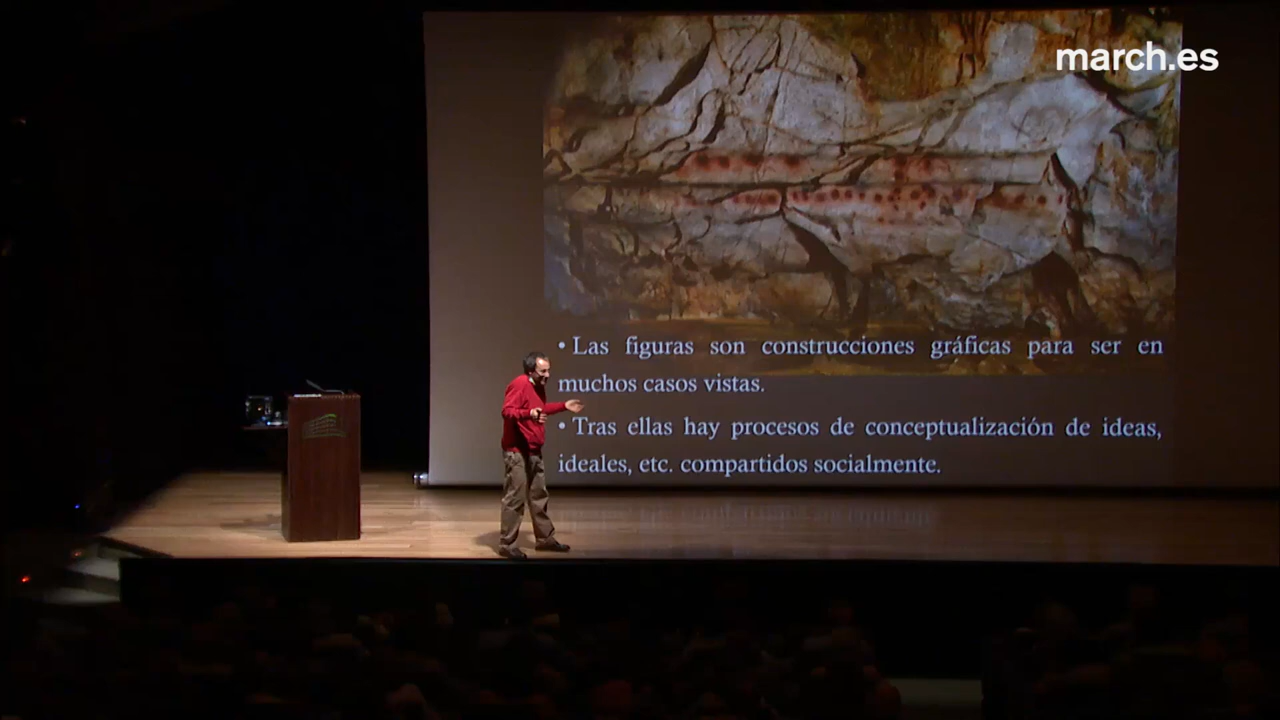 march.es
• Las figuras son construcciones gráficas para ser en
muchos casos vistas.
• Tras ellas hay procesos de conceptualización de ideas,
ideales, etc. compartidos socialmente.